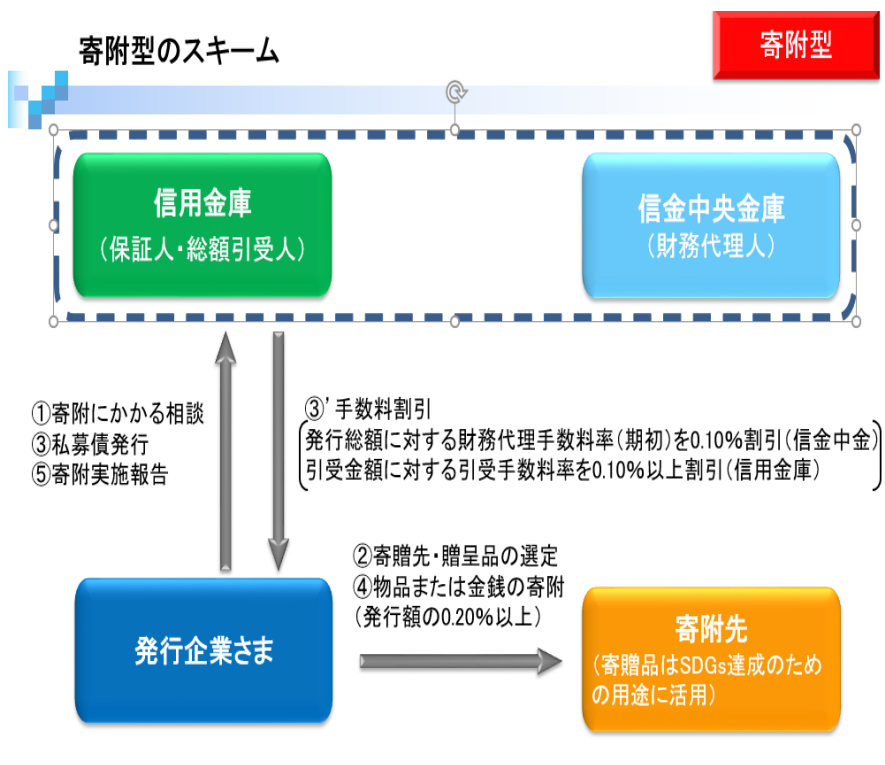 寄附型のスキーム
寄附型
信用金庫
（保証人・総額引受人）
信金中央金庫
（財務代理人）
①寄附にかかる相談
③私募債発行
⑤寄附実施報告
③’手数料割引
発行総額に対する財務代理手数料率（期初）を0.10％割引（信金中金）
引受金額に対する引受手数料率を0.10％以上割引（信用金庫）
②寄贈先・贈呈品の選定
④物品または金銭の寄附
（発行額の0.20％以上）
発行企業さま
寄附先
（寄贈品はSDGs達成のため
の用途に活用）